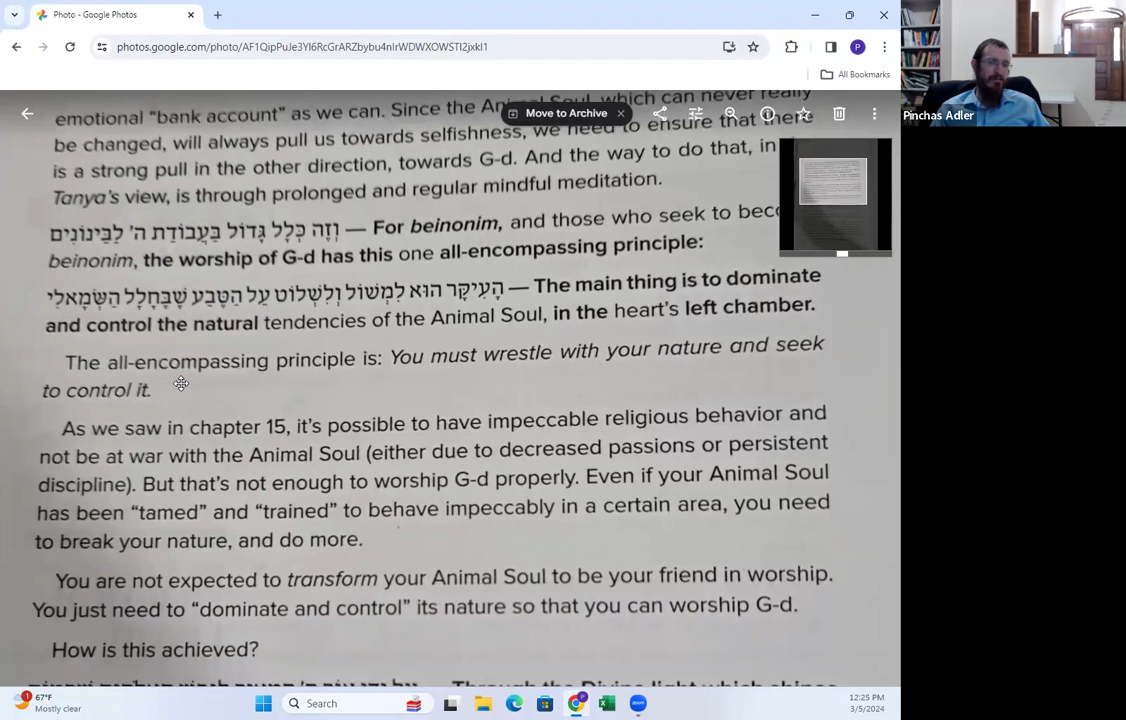 Photo - Google Photos
photos.google.com/photo/AF1QipPuJe3YI6RcGrARZbybu4nIrWDWXOWSTI2jxkI1
All Bookmarks
Move to Archive
Pinchas Adler
emotional “bank account” as we can. Since the Animal Soul, which can never really
be changed, will always pull us towards selfishness, we need to ensure that there
is a strong pull in the other direction, towards G-d. And the way to do that, in
Tanya’s view, is through prolonged and regular mindful meditation.
וְזֶה כְּלָל גָּדוֹל בַּעֲבוֹדַת ה' לַבֵּינוֹנִים — For beinonim, and those who seek to bec
beinonim, the worship of G-d has this one all-encompassing principle:
הָעִיקָּר הוּא לִמְשׁוֹל וְלִשְׁלוֹט עַל הַטֶּבַע שֶׁבֶּחָלָל הַשְּׂמָאלִי — The main thing is to dominate
and control the natural tendencies of the Animal Soul, in the heart’s left chamber.
The all-encompassing principle is: You must wrestle with your nature and seek
to control it.
As we saw in chapter 15, it’s possible to have impeccable religious behavior and
not be at war with the Animal Soul (either due to decreased passions or persistent
discipline). But that’s not enough to worship G-d properly. Even if your Animal Soul
has been “tamed” and “trained” to behave impeccably in a certain area, you need
to break your nature, and do more.
You are not expected to transform your Animal Soul to be your friend in worship.
You just need to “dominate and control” its nature so that you can worship G-d.
How is this achieved?
Through the Divine light which shines
67°F
Mostly clear
Search
12:25 PM
3/5/2024